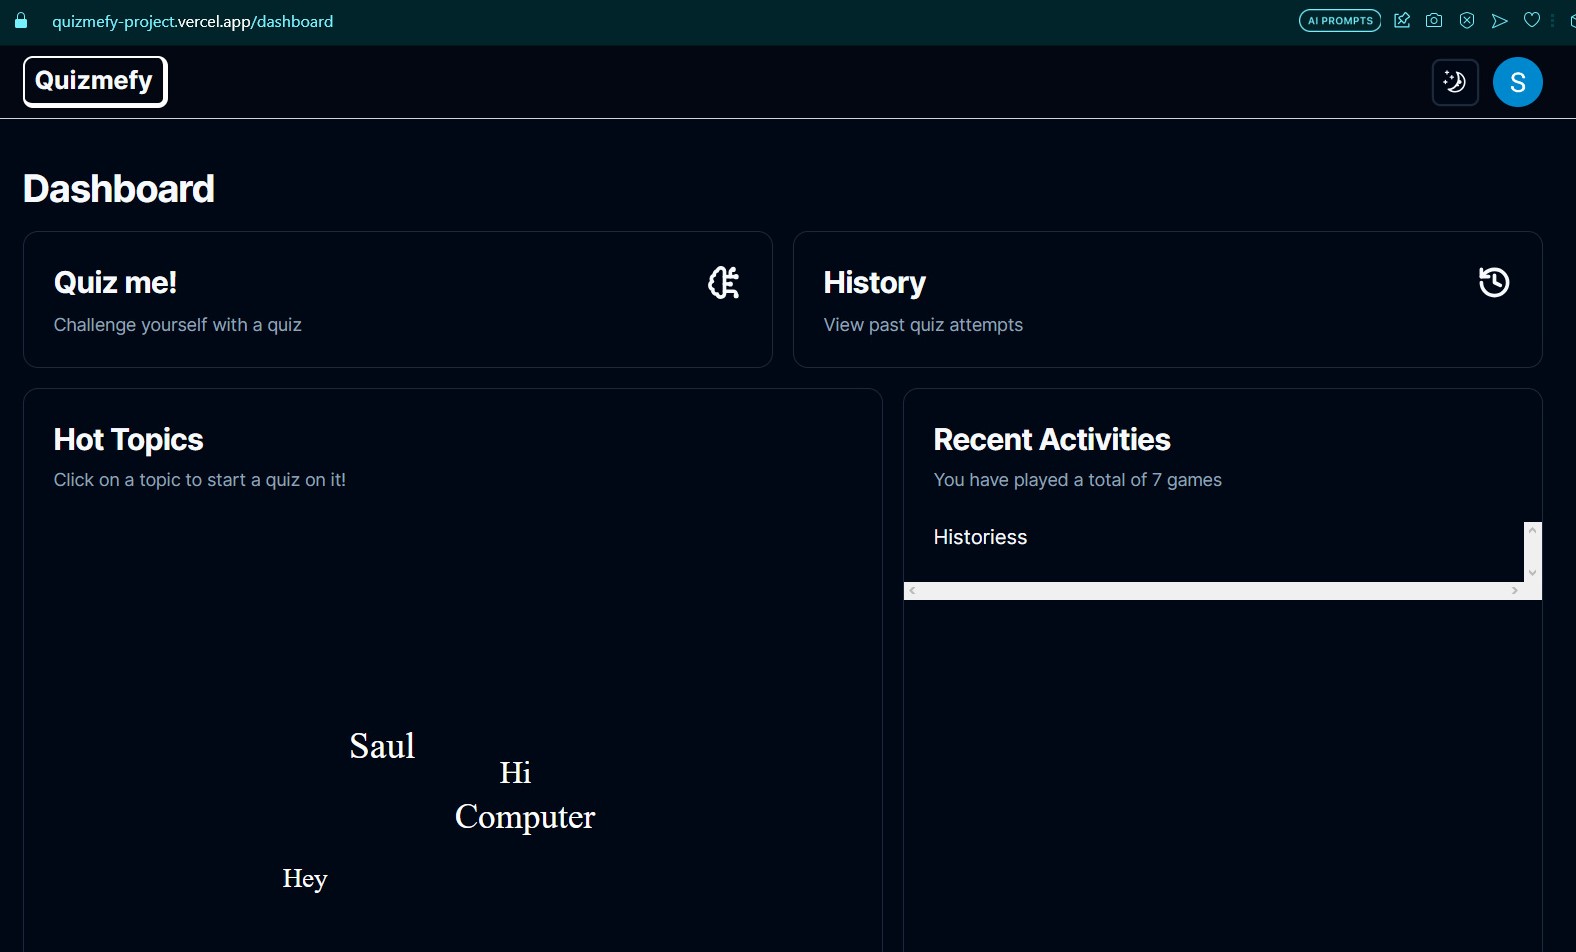 quizmefy-project.vercel.app/dashboard
AI PROMPTS
Quizmefy
S
Dashboard
Quiz me!
Challenge yourself with a quiz
History
View past quiz attempts
Hot Topics
Click on a topic to start a quiz on it!
Saul
Hi
Computer
Hey
Recent Activities
You have played a total of 7 games
Historiess